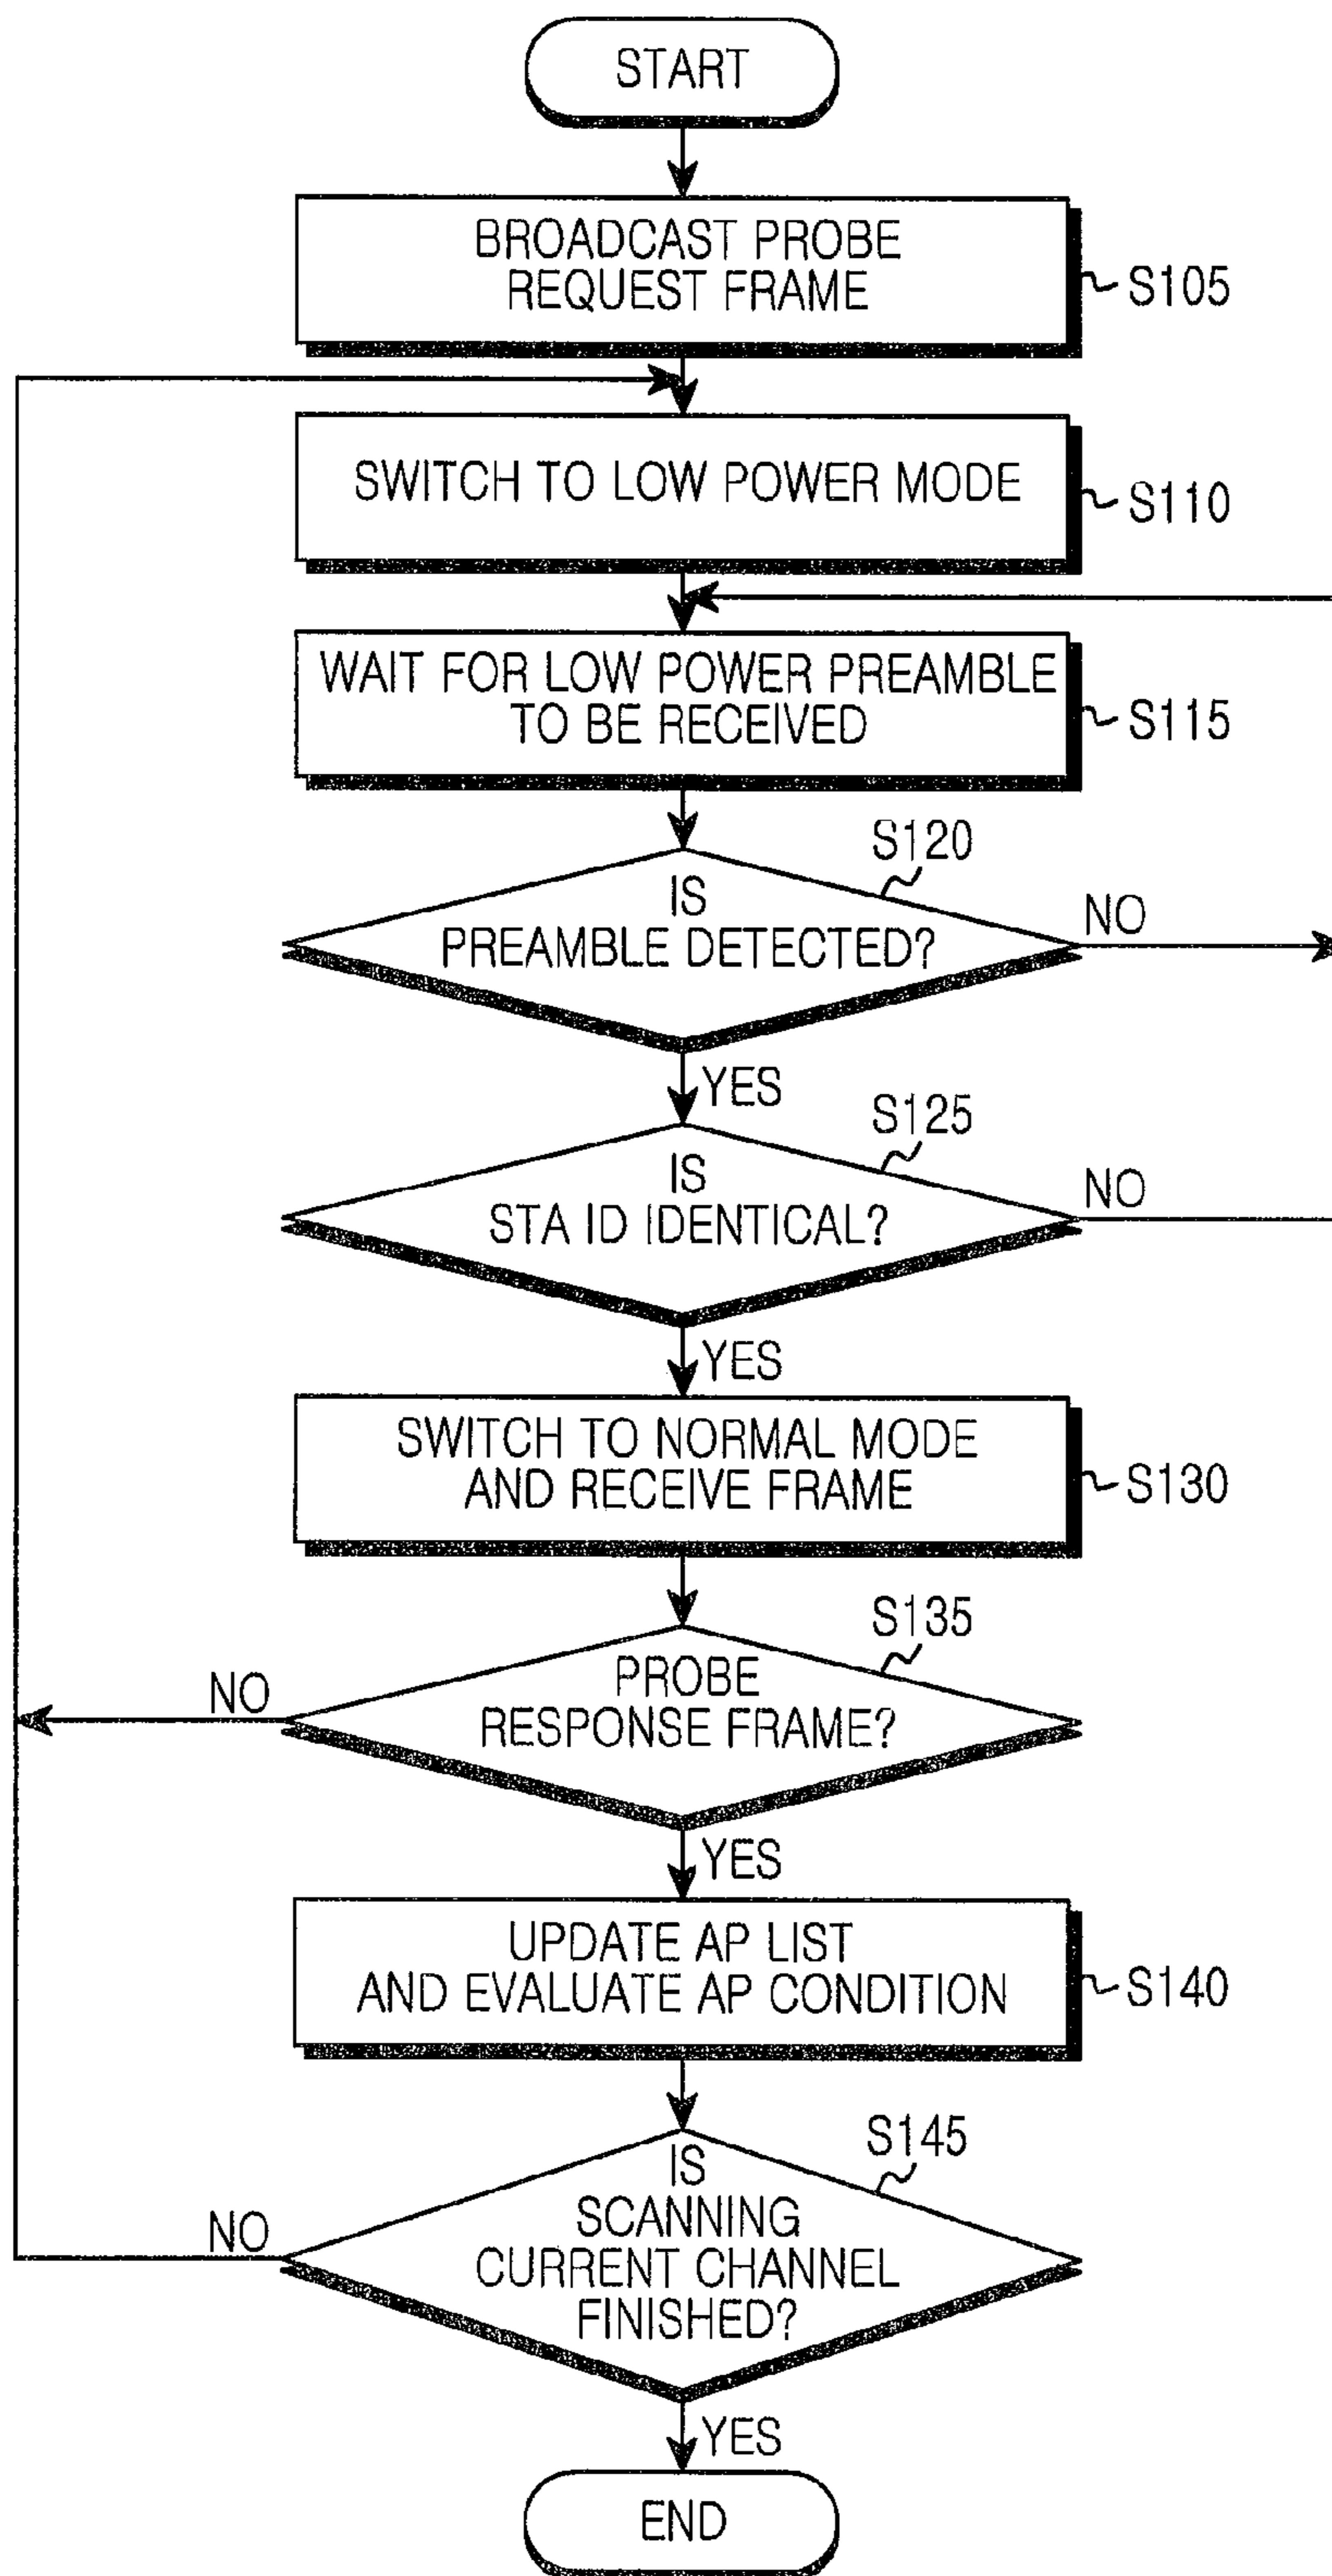 START
BROADCAST PROBE
REQUEST FRAME
S105
SWITCH TO LOW POWER MODE
S110
WAIT FOR LOW POWER PREAMBLE
TO BE RECEIVED
S115
S120
IS
PREAMBLE DETECTED?
NO
YES
S125
IS
STA ID IDENTICAL?
NO
YES
SWITCH TO NORMAL MODE
AND RECEIVE FRAME
S130
S135
PROBE
RESPONSE FRAME?
NO
YES
UPDATE AP LIST
AND EVALUATE AP CONDITION
S140
S145
IS
SCANNING
CURRENT CHANNEL
FINISHED?
NO
YES
END